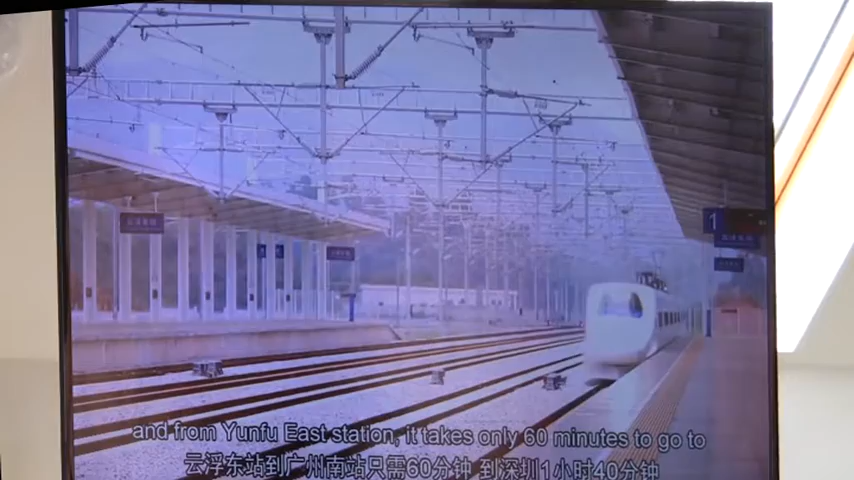 1
and from Yunfu East station, it takes only 60 minutes to go to
云浮东站到广州南站只需60分钟 到深圳1小时40分钟